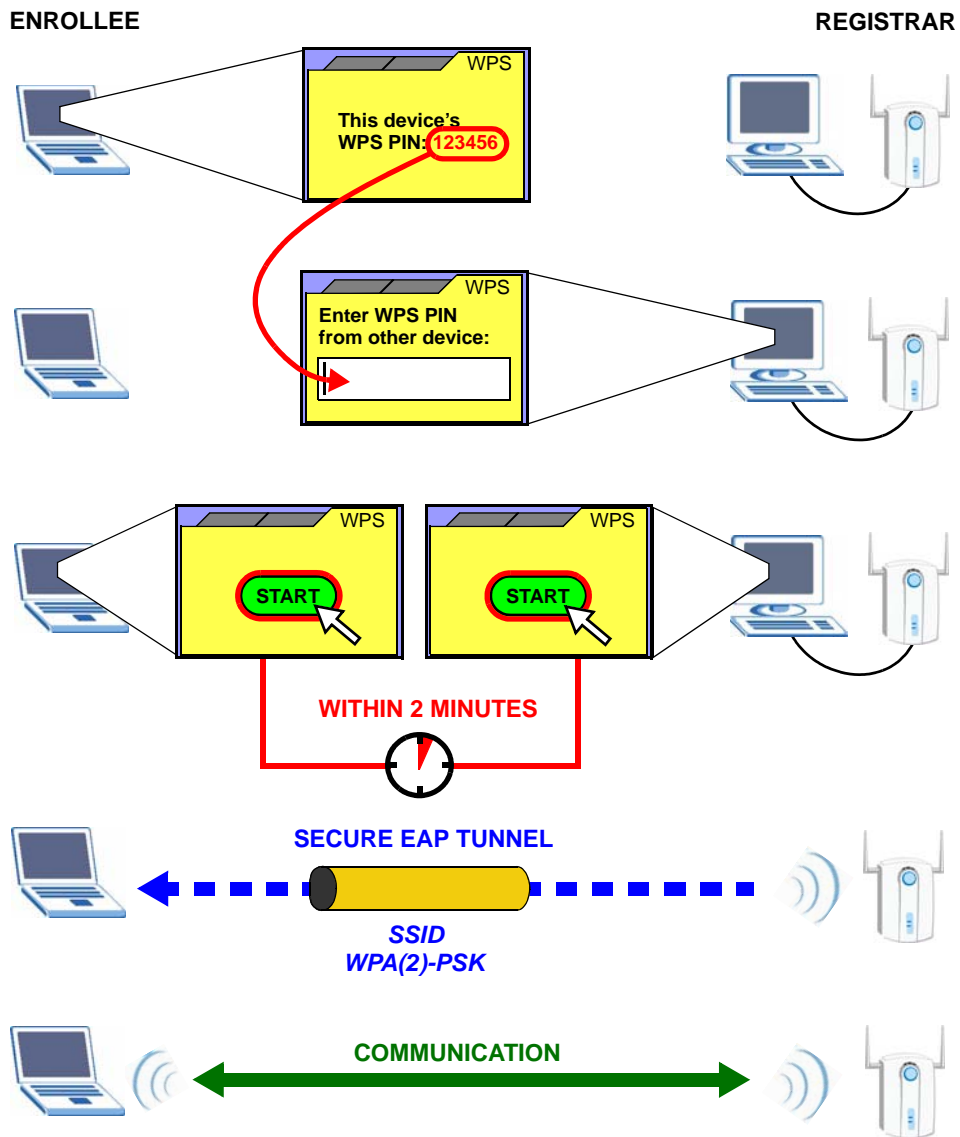 ENROLLEE
REGISTRAR
WPS
This device's
WPS PIN: 123456
WPS
Enter WPS PIN
from other device:
WPS
WPS
START
START
WITHIN 2 MINUTES
SECURE EAP TUNNEL
SSID
WPA(2)-PSK
COMMUNICATION